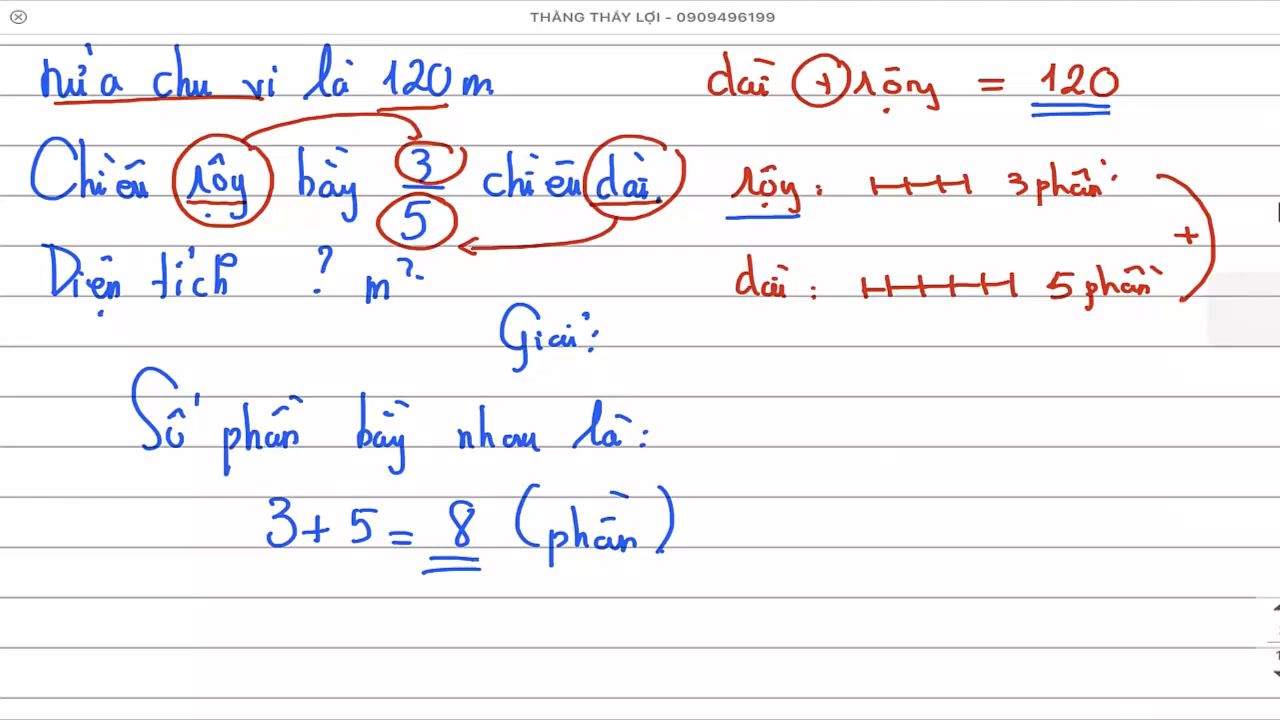 THẮNG THẦY LỢI - 0909496199
nửa chu vi là 120m
dài + rộng = 120
Chiều rộng bằng 3/5 chiều dài.
rộng: 3 phần
+
Diện tích ? m²
dài: 5 phần
Giải:
Số phần bằng nhau là:
3 + 5 = 8 (phần)